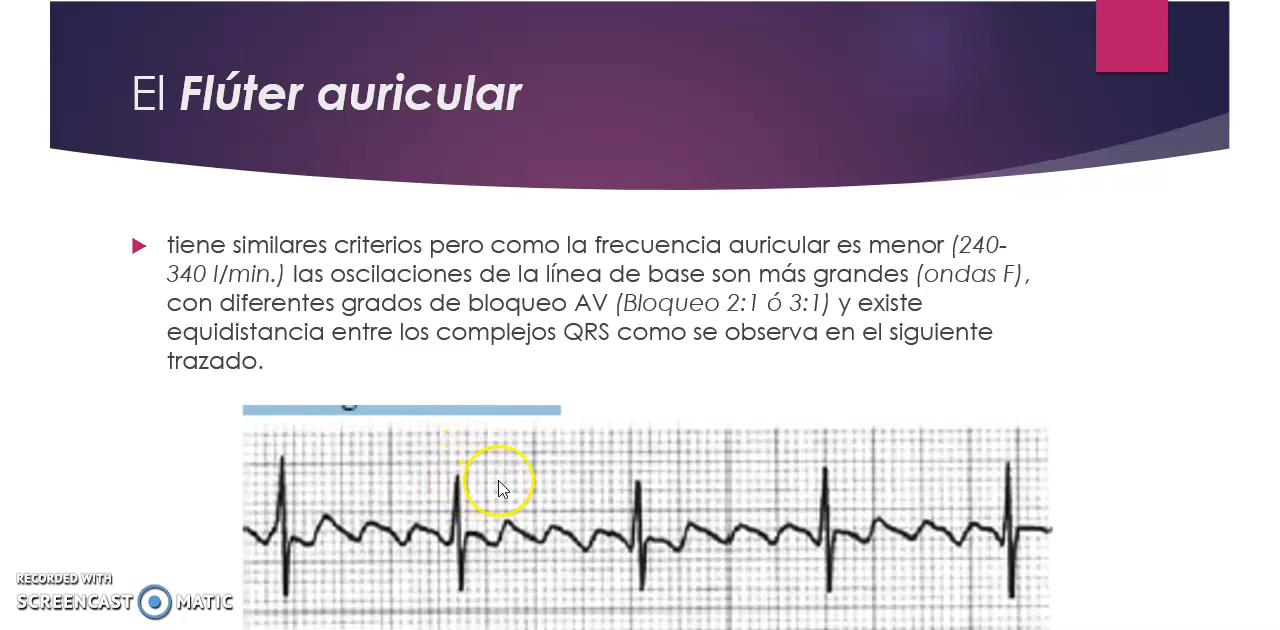 El Flúter auricular
tiene similares criterios pero como la frecuencia auricular es menor (240-
340 l/min.) las oscilaciones de la línea de base son más grandes (ondas F),
con diferentes grados de bloqueo AV (Bloqueo 2:1 ó 3:1) y existe
equidistancia entre los complejos QRS como se observa en el siguiente
trazado.
RECORDED WITH
SCREENCAST MATIC